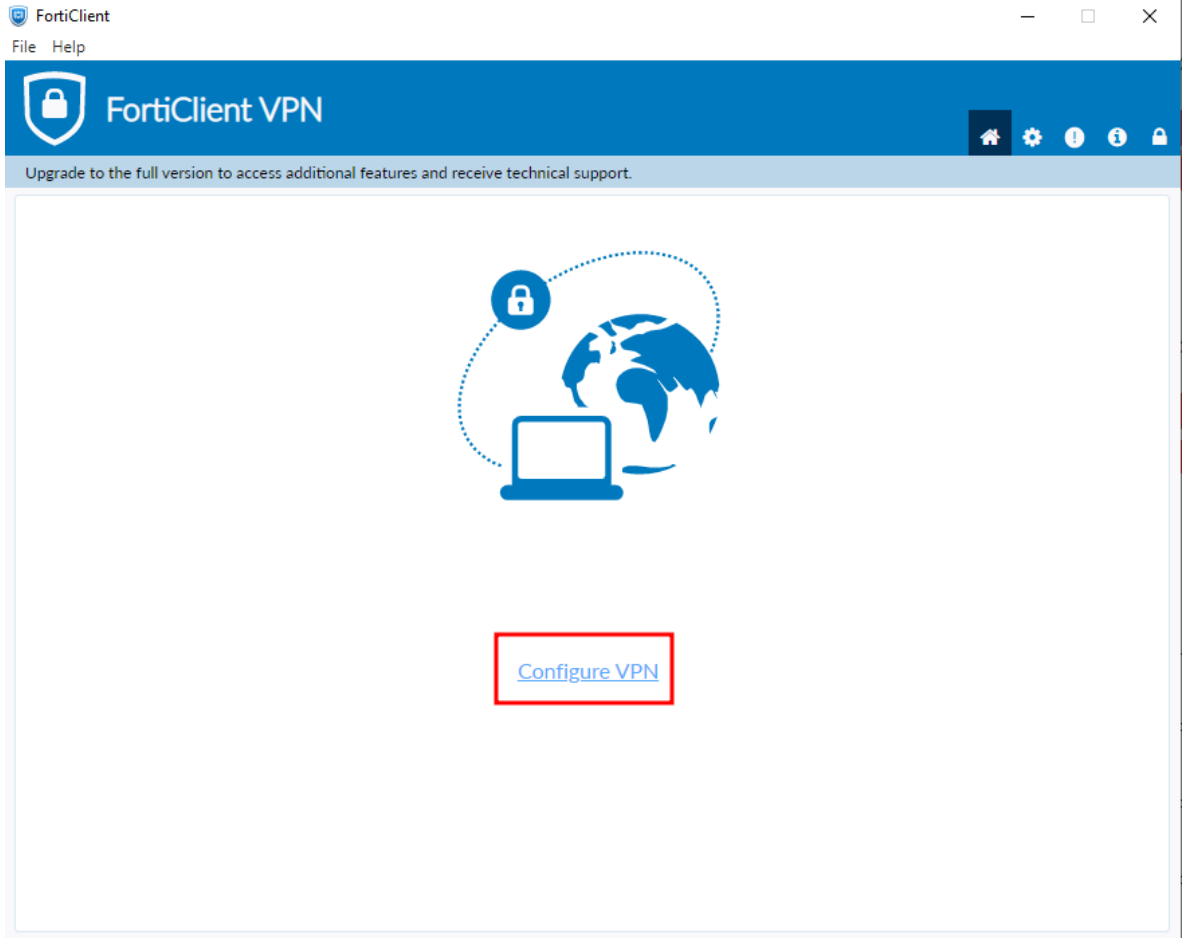 FortiClient
File Help
FortiClient VPN
Upgrade to the full version to access additional features and receive technical support.
Configure VPN